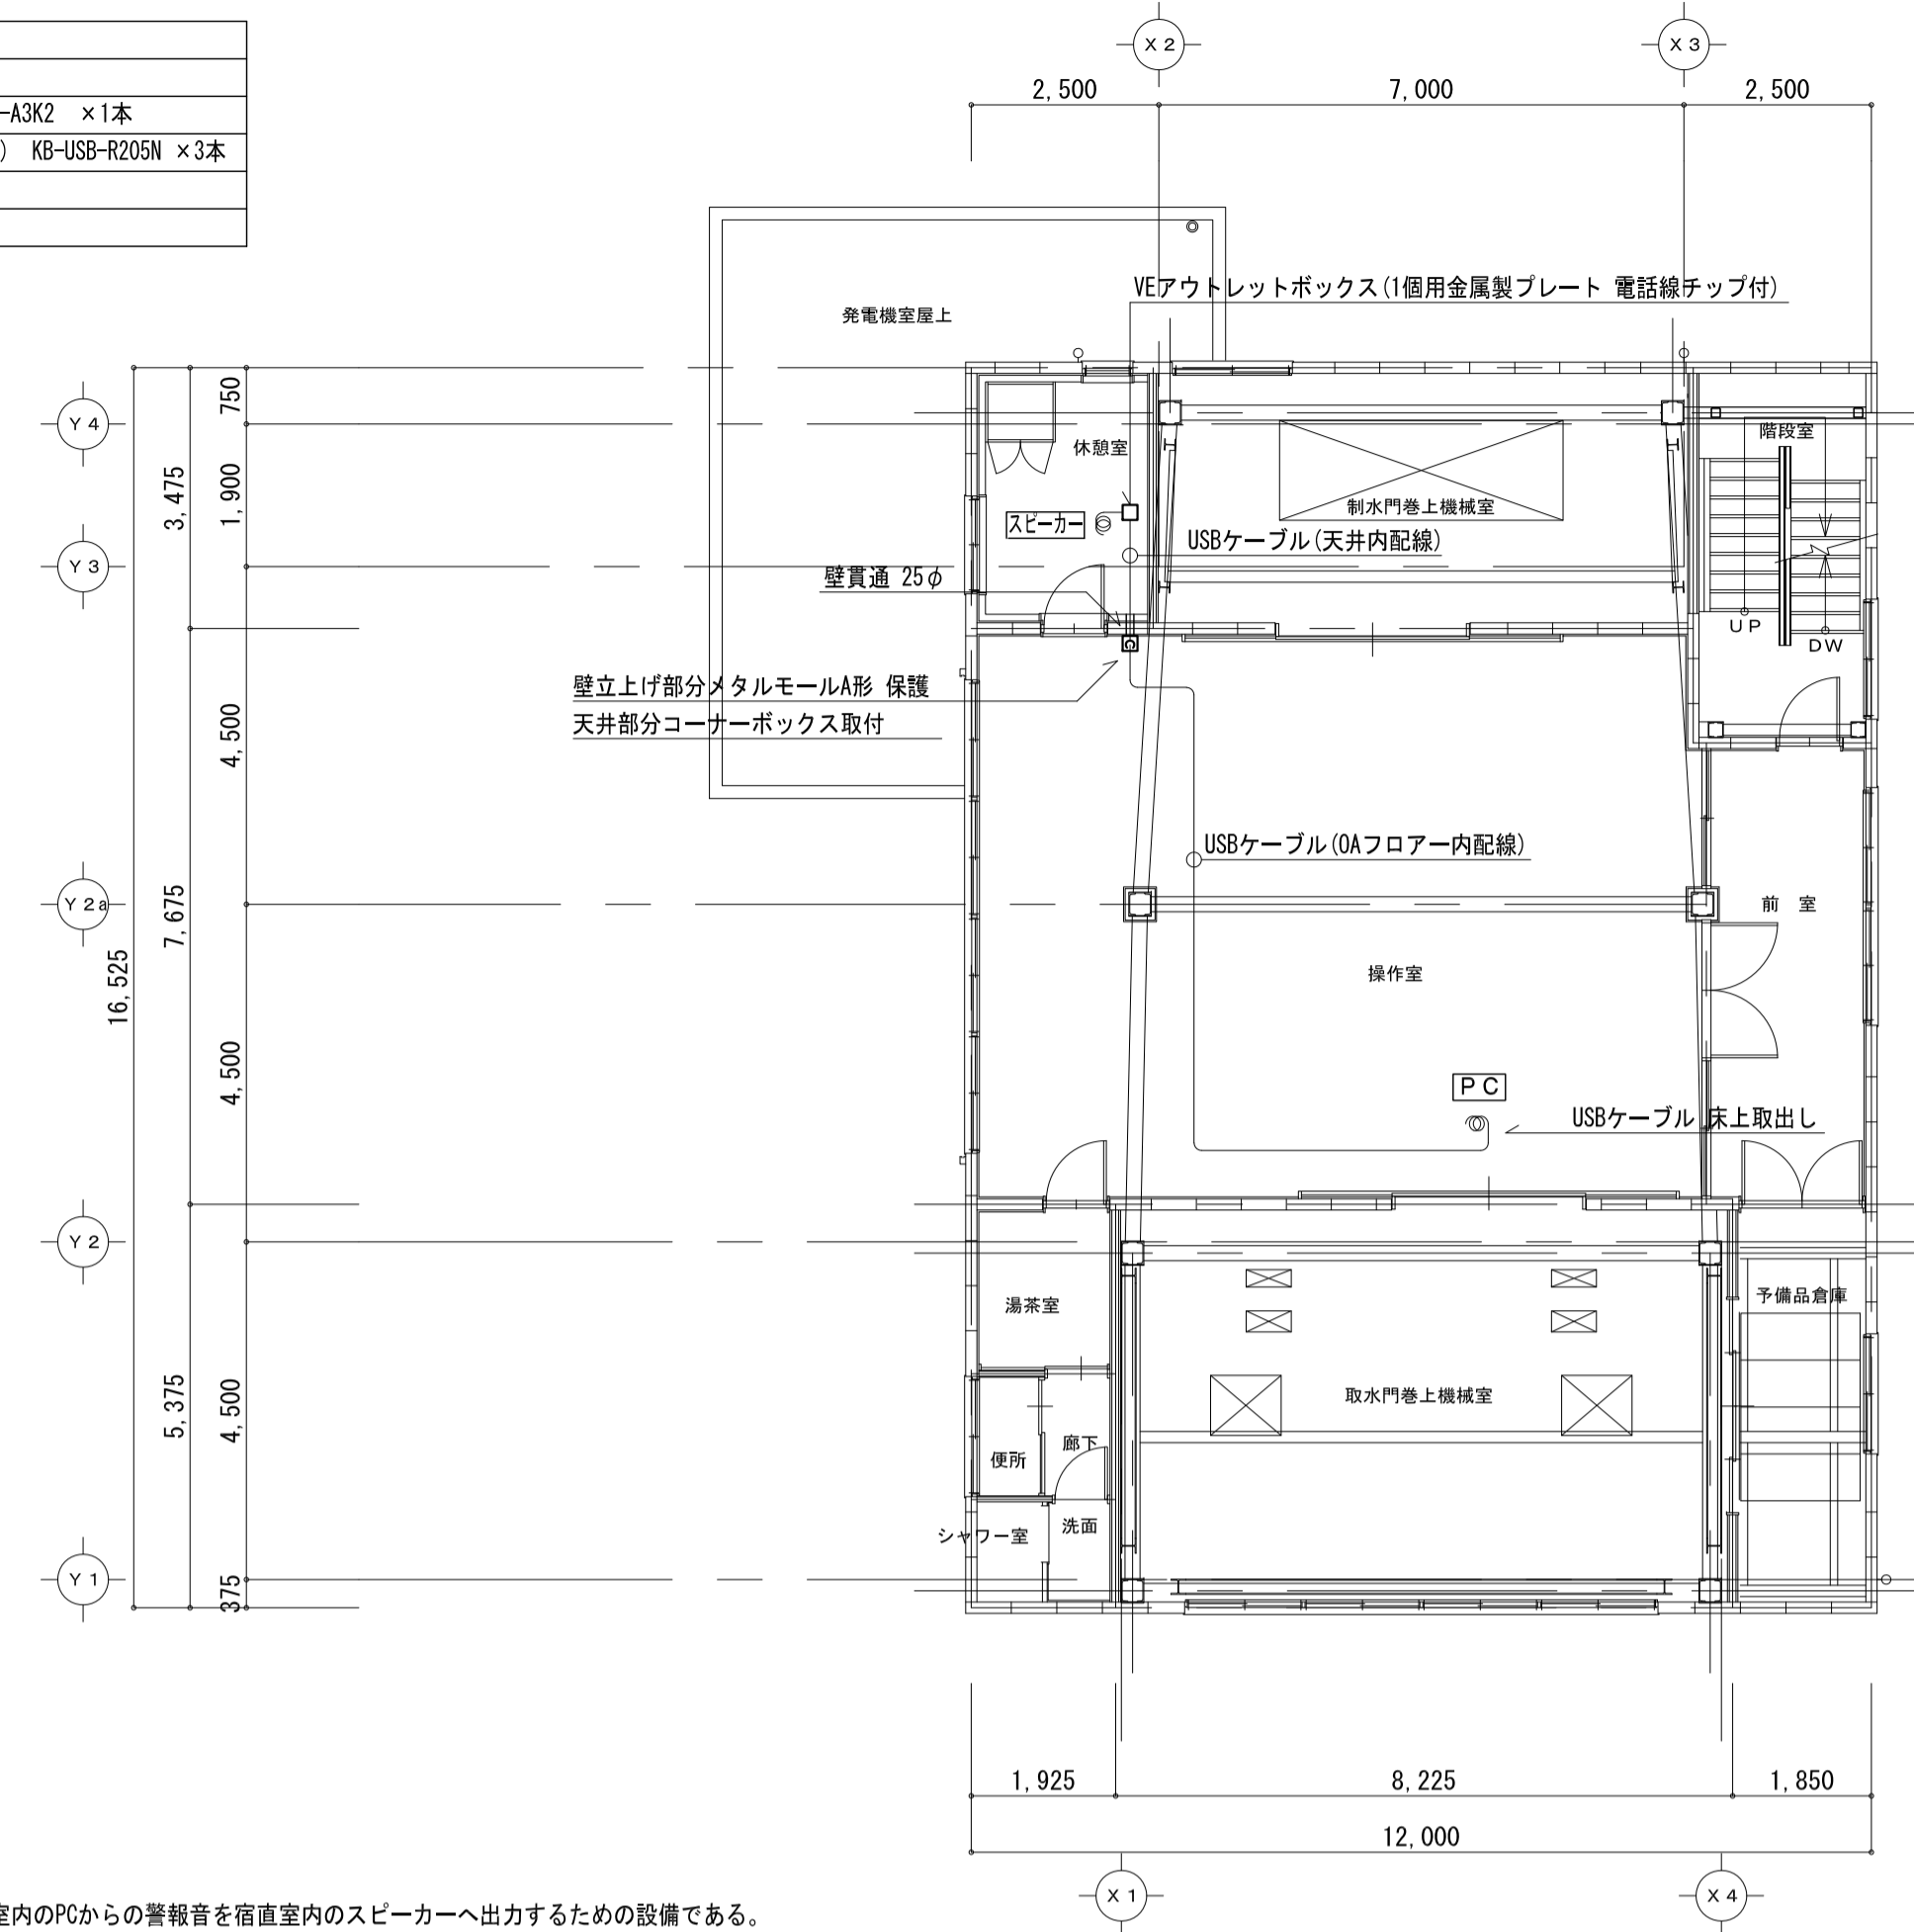 -A3K2 ×1本
) KB-USB-R205N ×3本
X2
X3
2,500
7,000
2,500
VEアウトレットボックス(1個用金属製プレート 電話線チップ付)
発電機室屋上
750
Y4
階段室
休憩室
3,475
1,900
制水門巻上機械室
スピーカー
USBケーブル(天井内配線)
Y3
壁貫通 25φ
UP
C
DW
壁立上げ部分メタルモールA形 保護
天井部分コーナーボックス取付
4,500
USBケーブル(OAフロアー内配線)
Y2a
7,675
前 室
16,525
操作室
4,500
PC
USBケーブル 床上取出し
Y2
湯茶室
予備品倉庫
5,375
4,500
取水門巻上機械室
廊下
便所
洗面
シャワー室
Y1
375
1,925
8,225
1,850
12,000
X1
X4
室内のPCからの警報音を宿直室内のスピーカーへ出力するための設備である。